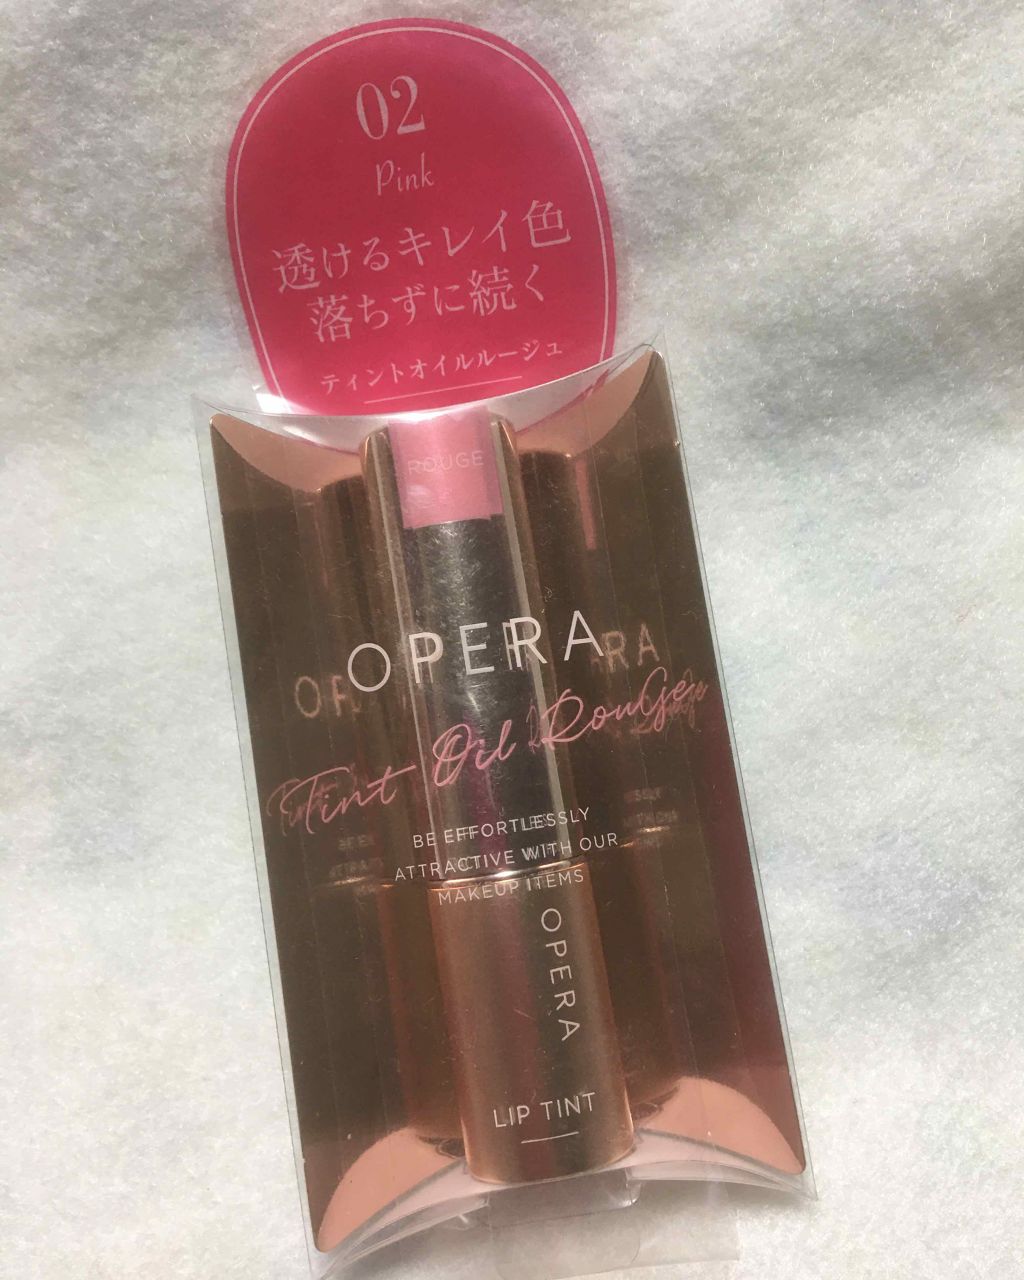 02
Pink
透けるキレイ色
落ちずに続く
ティントオイルルージュ
ROUGE
OPERA
Tint Oil Rouge
BE EFFORTLESSLY
ATTRACTIVE WITH OUR
MAKEUP ITEMS
OPERA
LIP TINT